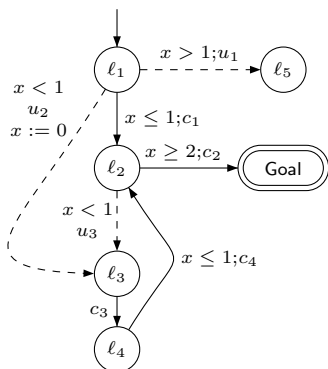 ℓ₁
x > 1;u₁
ℓ₅
x < 1
u₂
x := 0
x ≤ 1;c₁
ℓ₂
x ≥ 2;c₂
Goal
x < 1
u₃
x ≤ 1;c₄
ℓ₃
c₃
ℓ₄